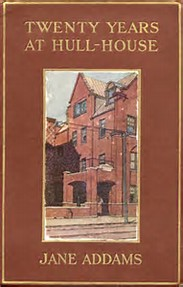 TWENTY YEARS
AT HULL-HOUSE
JANE ADDAMS